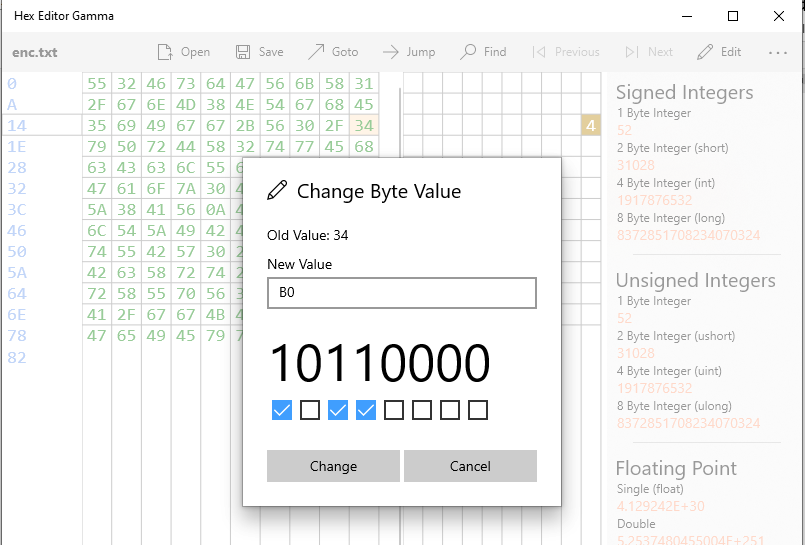 Hex Editor Gamma
enc.txt Open Save Goto Jump Find Previous Next Edit ...
0 55 32 46 73 64 47 56 6B 58 31
A 2F 67 6E 4D 38 4E 54 67 68 45
14 35 69 49 67 67 2B 56 30 2F 34 4
1E 79 50 72 44 58 32 74 77 45 68
28 63 43 63 6C 55
32 47 61 6F 7A 30
3C 5A 38 41 56 0A
46 6C 54 5A 49 42
50 74 55 42 57 30
5A 42 63 58 72 74
64 72 58 55 70 56
6E 41 2F 67 67 4B
78 47 65 49 45 79
82
Change Byte Value
Old Value: 34
New Value
B0
10110000
Change Cancel
Signed Integers
1 Byte Integer
52
2 Byte Integer (short)
31028
4 Byte Integer (int)
1917876532
8 Byte Integer (long)
8372851708234070324
Unsigned Integers
1 Byte Integer
52
2 Byte Integer (ushort)
31028
4 Byte Integer (uint)
1917876532
8 Byte Integer (ulong)
8372851708234070324
Floating Point
Single (float)
4.129242E+30
Double
5.2537480455004E+251